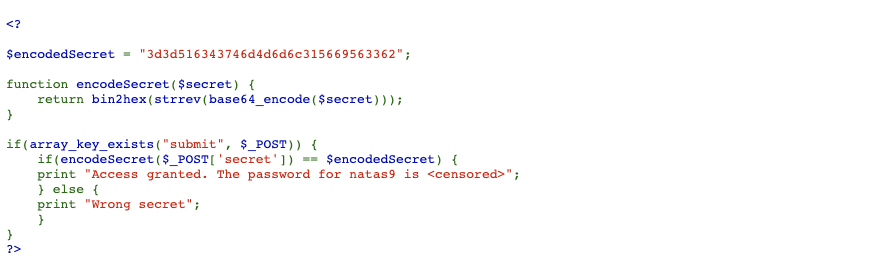 <?
$encodedSecret = "3d3d516343746d4d6d6c315669563362";
function encodeSecret($secret) {
    return bin2hex(strrev(base64_encode($secret)));
}
if(array_key_exists("submit", $_POST)) {
    if(encodeSecret($_POST['secret']) == $encodedSecret) {
    print "Access granted. The password for natas9 is <censored>";
    } else {
    print "Wrong secret";
    }
}
?>